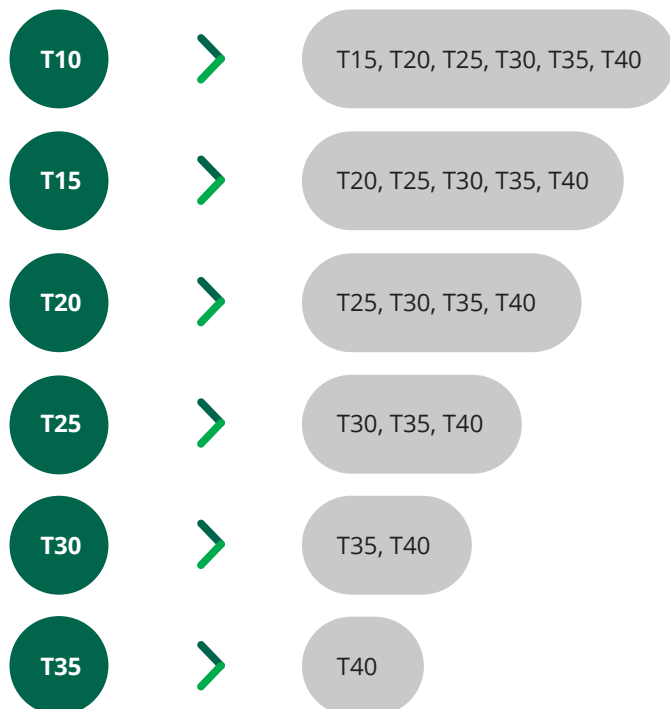 T10 T15, T20, T25, T30, T35, T40
T15 T20, T25, T30, T35, T40
T20 T25, T30, T35, T40
T25 T30, T35, T40
T30 T35, T40
T35 T40